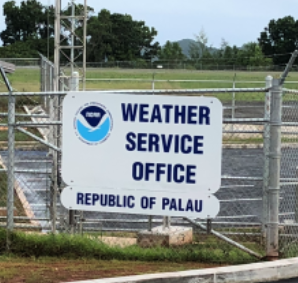 NOAA
WEATHER
SERVICE
OFFICE
REPUBLIC OF PALAU